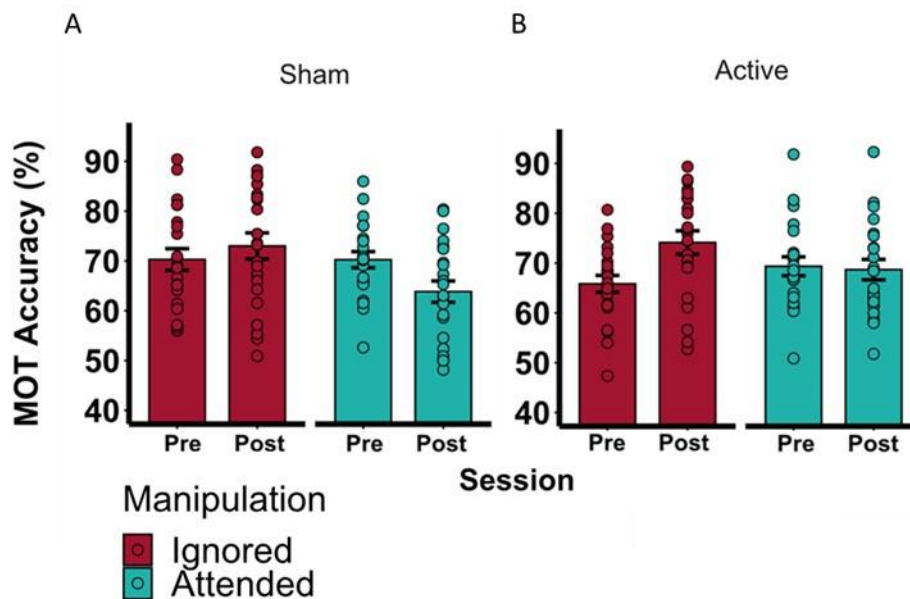 A
B
Sham
Active
MOT Accuracy (%)
90
80
70
60
50
40
90
80
70
60
50
40
Pre Post Pre Post
Pre Post Pre Post
Session
Manipulation
Ignored
Attended